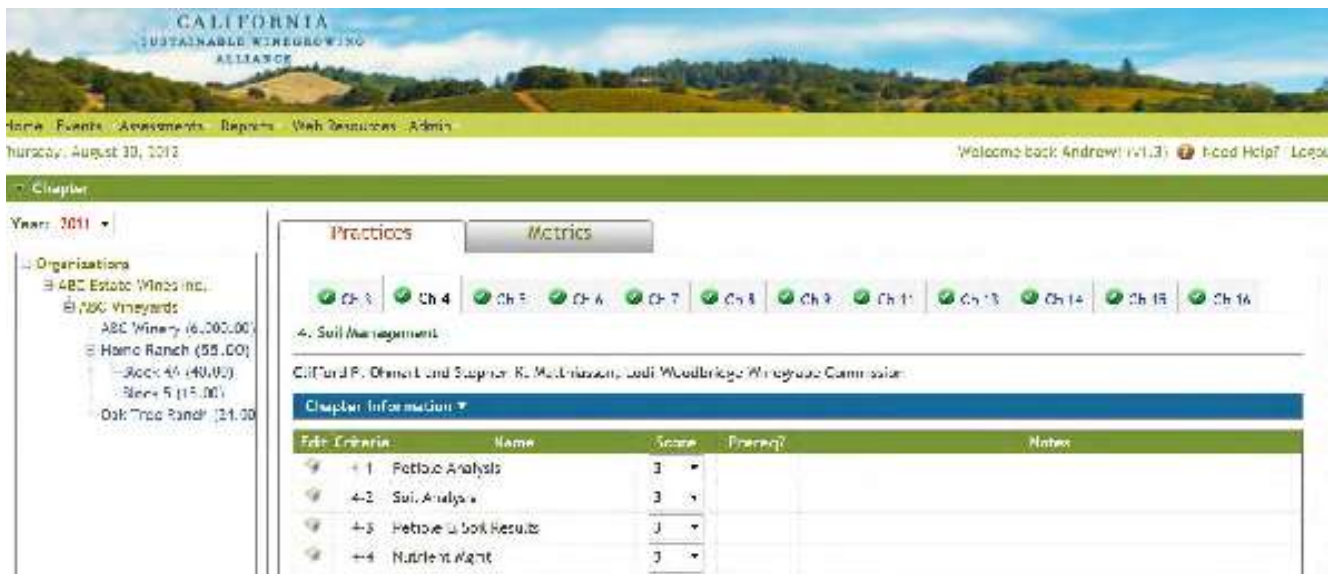 CALIFORNIA
SUSTAINABLE WINEGROWING
ALLIANCE
Home Events Assessments Reports Web Resources Admin
Thursday, August 30, 2012
Welcome back Andrew! (v1.3) Need Help? Logou
Chapter
Year: 2011
Practices
Metrics
Organizations
ABC Estate Wines Inc.
ABC Vineyards
ABC Winery (6,000.00)
Home Ranch (55.00)
Block 4A (40.00)
Block 5 (15.00)
Oak Tree Ranch (21.00
Ch 3 Ch 4 Ch 5 Ch 6 Ch 7 Ch 8 Ch 9 Ch 11 Ch 13 Ch 14 Ch 15 Ch 16
4. Soil Management
Clifford P. Ohmart and Stephen K. Matthiasson, Lodi-Woodbridge Winegrape Commission
Chapter Information
Edit Criteria Name Score Prereq? Notes
4-1 Petiole Analysis 3
4-2 Soil Analysis 3
4-3 Petiole & Soil Results 3
4-4 Nutrient Mgmt 3